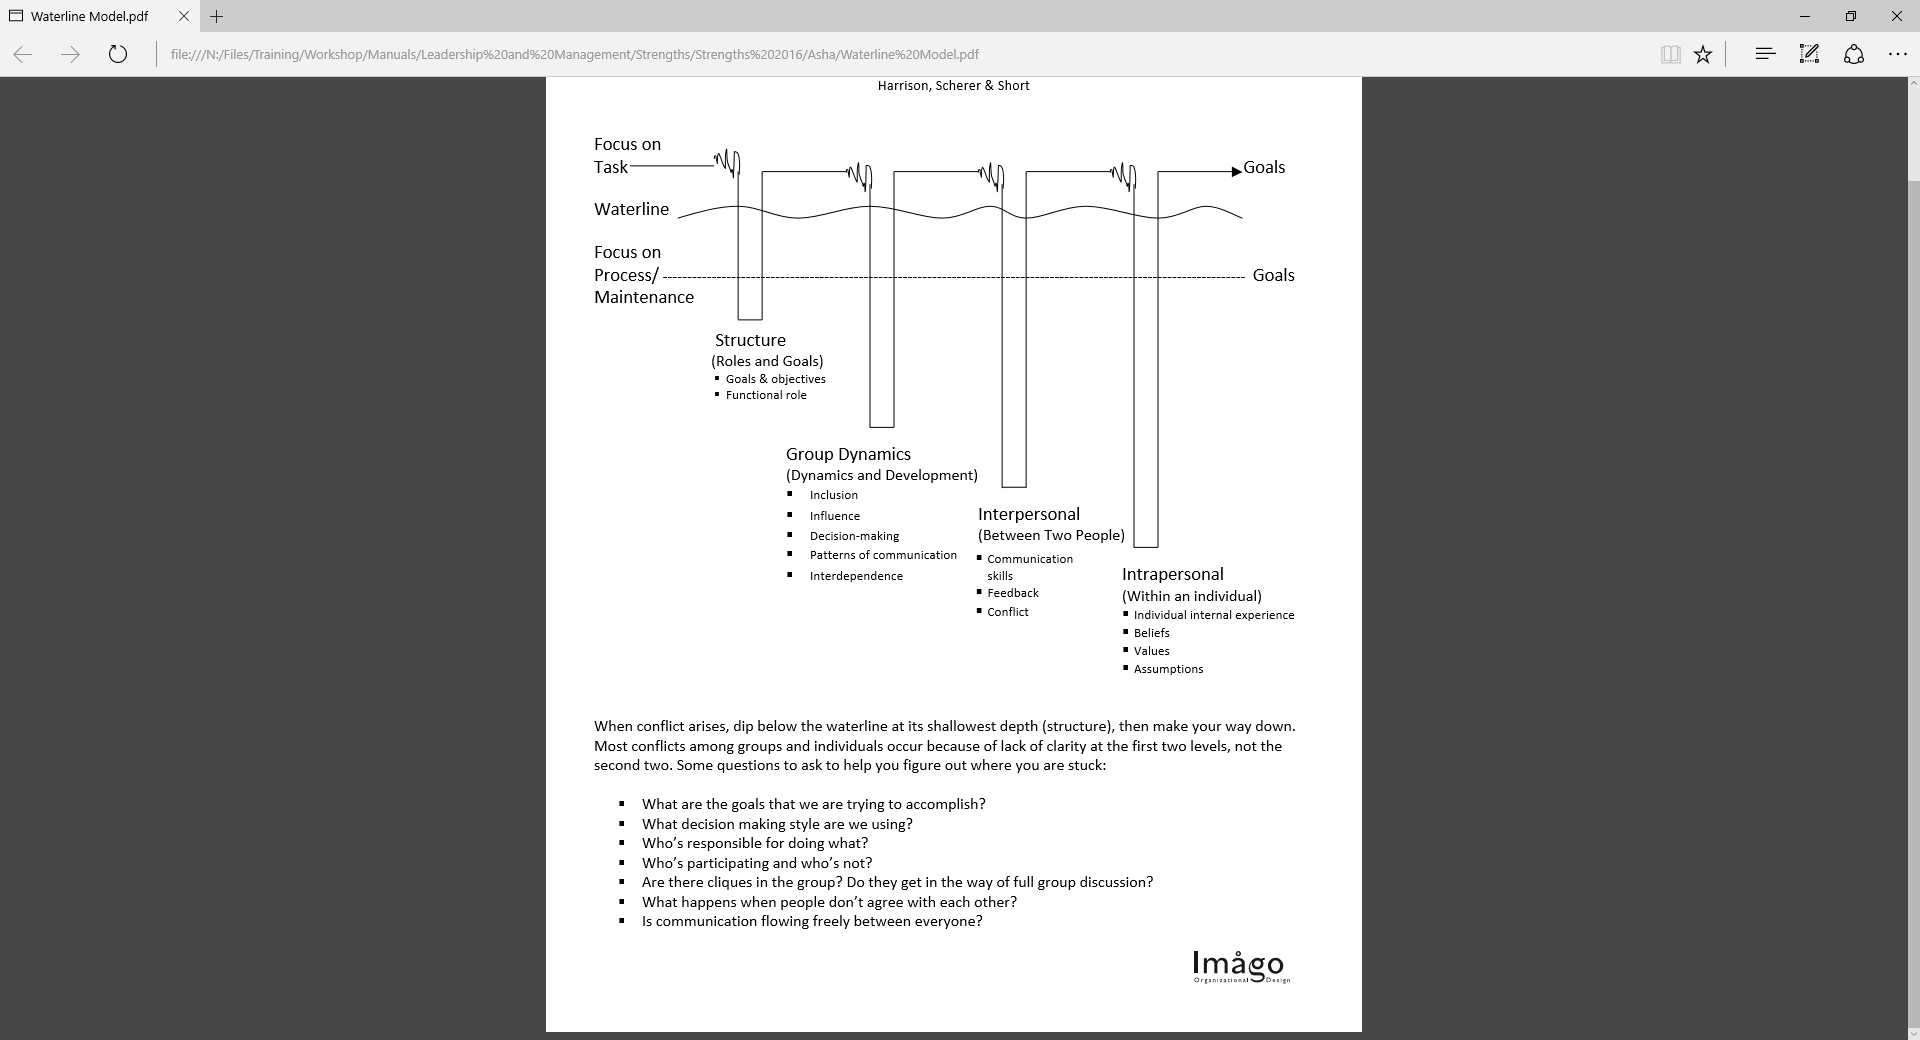 Waterline Model.pdf
file:///N:/Files/Training/Workshop/Manuals/Leadership%20and%20Management/Strengths/Strengths%202016/Asha/Waterline%20Model.pdf
Harrison, Scherer & Short
Focus on
Task
Goals
Waterline
Focus on
Process/
Maintenance
Goals
Structure
(Roles and Goals)
▪ Goals & objectives
▪ Functional role
Group Dynamics
(Dynamics and Development)
▪ Inclusion
▪ Influence
▪ Decision-making
▪ Patterns of communication
▪ Interdependence
Interpersonal
(Between Two People)
▪ Communication
skills
▪ Feedback
▪ Conflict
Intrapersonal
(Within an individual)
▪ Individual internal experience
▪ Beliefs
▪ Values
▪ Assumptions
When conflict arises, dip below the waterline at its shallowest depth (structure), then make your way down.
Most conflicts among groups and individuals occur because of lack of clarity at the first two levels, not the
second two. Some questions to ask to help you figure out where you are stuck:
▪ What are the goals that we are trying to accomplish?
▪ What decision making style are we using?
▪ Who’s responsible for doing what?
▪ Who’s participating and who’s not?
▪ Are there cliques in the group? Do they get in the way of full group discussion?
▪ What happens when people don’t agree with each other?
▪ Is communication flowing freely between everyone?
Imågo
Organizational Design